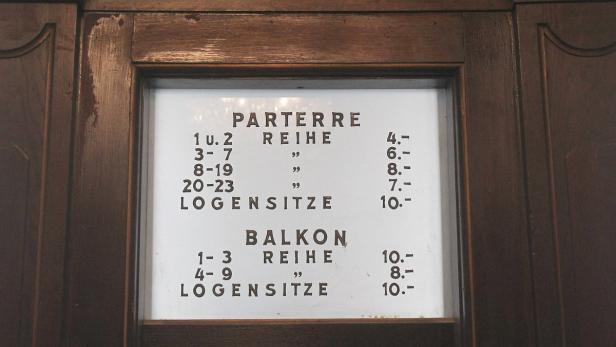 PARTERRE
1 u. 2 REIHE 4.-
3-7 „ 6.-
8-19 „ 8.-
20-23 „ 7.-
LOGENSITZE 10.-
BALKON
1-3 REIHE 10.-
4-9 „ 8.-
LOGENSITZE 10.-